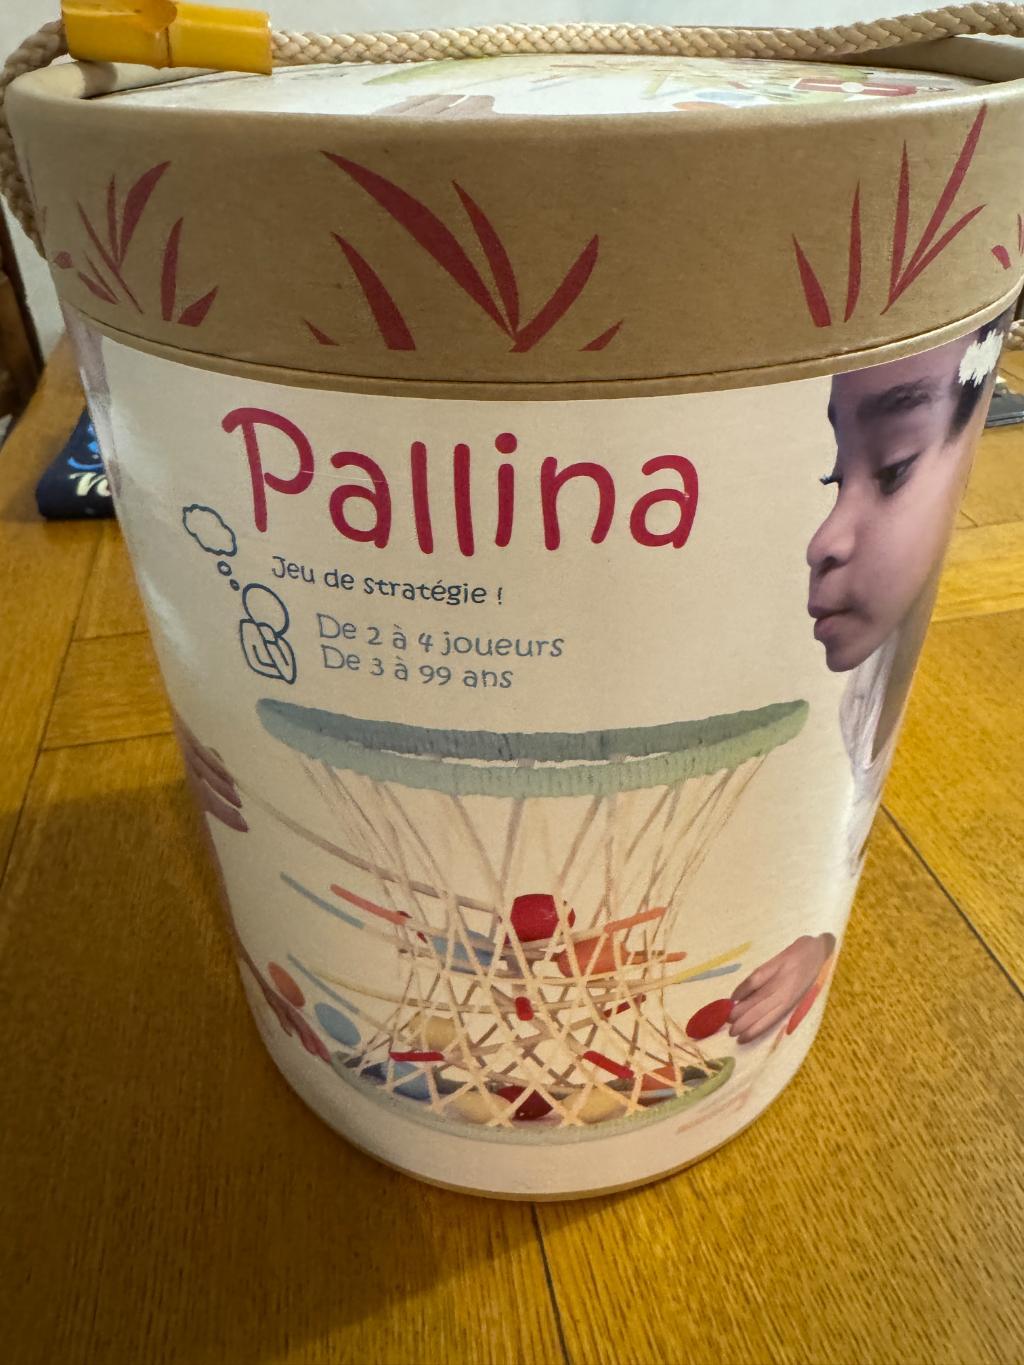 Pallina
Jeu de stratégie !
De 2 à 4 joueurs
De 3 à 99 ans